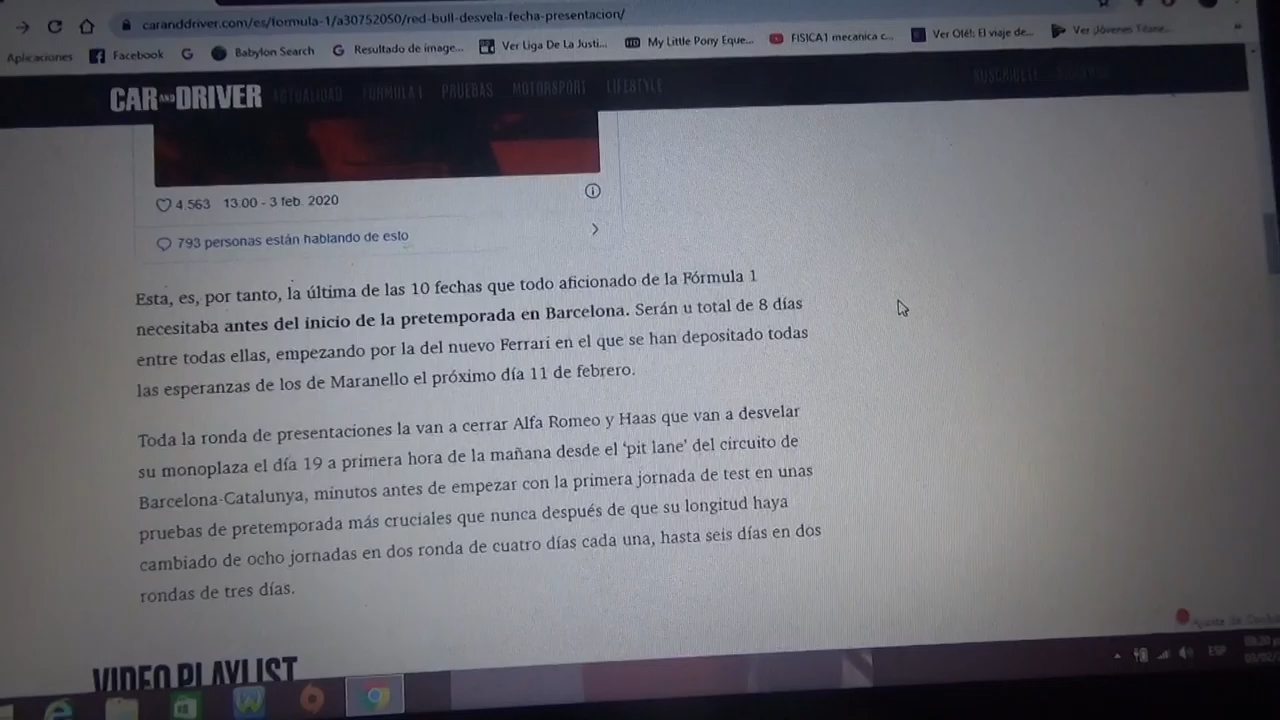 caranddriver.com/es/formula-1/a30752050/red-bull-desvela-fecha-presentacion/
Aplicaciones Facebook Babylon Search Resultado de image... Ver Liga De La Justi... My Little Pony Eque... FISICA1 mecanica c... Ver Olé!: El viaje de... Ver Jóvenes Titane...
CAR AND DRIVER ACTUALIDAD FÓRMULA 1 PRUEBAS MOTORSPORT LIFESTYLE
4.563 13:00 - 3 feb. 2020
793 personas están hablando de esto
Esta, es, por tanto, la última de las 10 fechas que todo aficionado de la Fórmula 1
necesitaba antes del inicio de la pretemporada en Barcelona. Serán u total de 8 días
entre todas ellas, empezando por la del nuevo Ferrari en el que se han depositado todas
las esperanzas de los de Maranello el próximo día 11 de febrero.
Toda la ronda de presentaciones la van a cerrar Alfa Romeo y Haas que van a desvelar
su monoplaza el día 19 a primera hora de la mañana desde el ‘pit lane’ del circuito de
Barcelona-Catalunya, minutos antes de empezar con la primera jornada de test en unas
pruebas de pretemporada más cruciales que nunca después de que su longitud haya
cambiado de ocho jornadas en dos ronda de cuatro días cada una, hasta seis días en dos
rondas de tres días.
VIDEO PLAYLIST
ESP